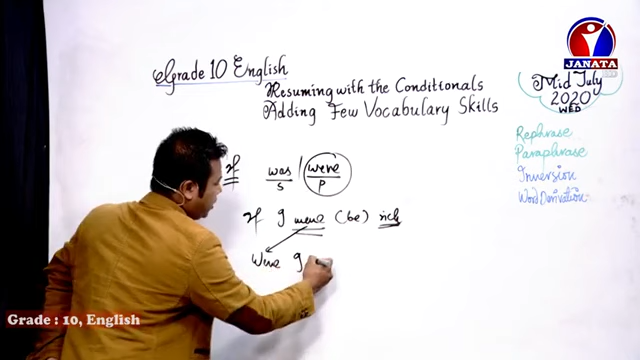 JANATA
Grade 10 English
Resuming with the Conditionals
Adding Few Vocabulary Skills
Mid July
2020
WED
Rephrase
Paraphrase
Inversion
Word Derivation
If was / were
S P
If I were (be) rich
Were I
Grade : 10, English